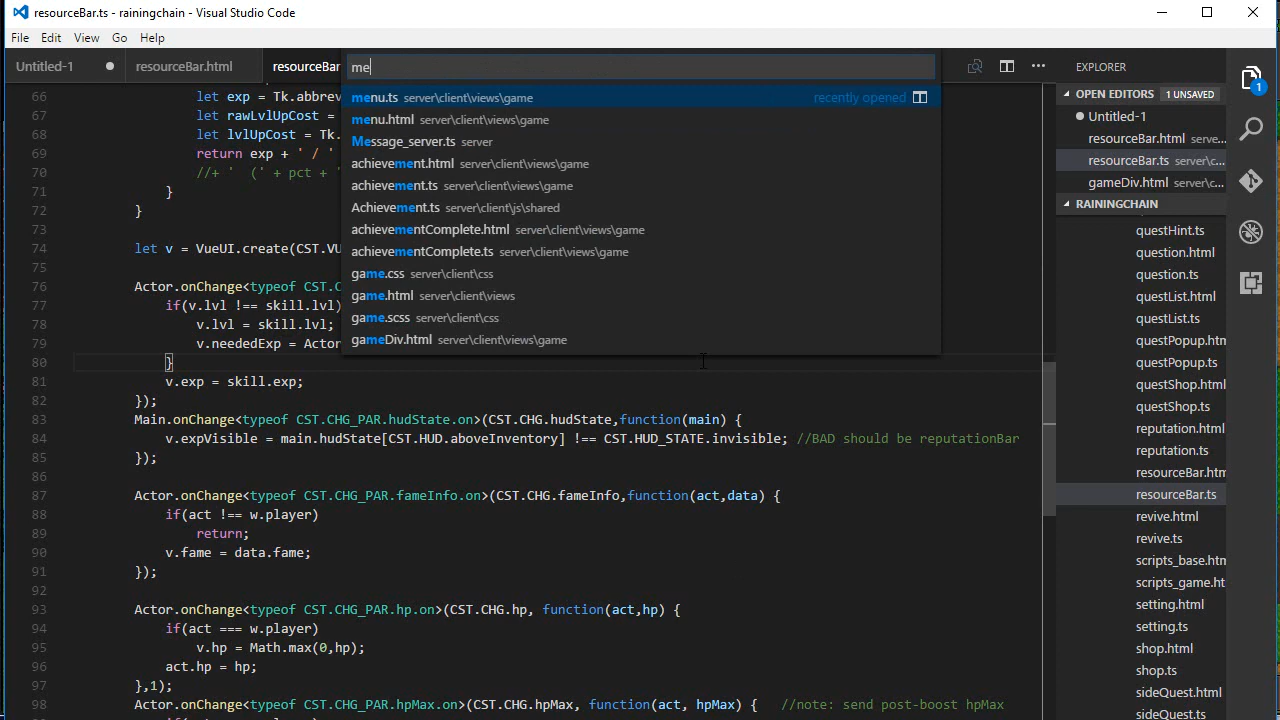 resourceBar.ts - rainingchain - Visual Studio Code
File Edit View Go Help
Untitled-1 resourceBar.html resourceBar
me
menu.ts server\client\views\game recently opened
menu.html server\client\views\game
Message_server.ts server
achievement.html server\client\views\game
achievement.ts server\client\views\game
Achievement.ts server\client\js\shared
achievementComplete.html server\client\views\game
achievementComplete.ts server\client\views\game
game.css server\client\css
game.html server\client\views
game.scss server\client\css
gameDiv.html server\client\views\game
66 let exp = Tk.abbrev
67 let rawLvlUpCost =
68 let lvlUpCost = Tk.
69 return exp + ' / '
70 //+ ' (' + pct + '
71 }
72 }
73
74 let v = VueUI.create(CST.VU
75
76 Actor.onChange<typeof CST.C
77 if(v.lvl !== skill.lvl)
78 v.lvl = skill.lvl;
79 v.neededExp = Actor
80 }
81 v.exp = skill.exp;
82 });
83 Main.onChange<typeof CST.CHG_PAR.hudState.on>(CST.CHG.hudState,function(main) {
84 v.expVisible = main.hudState[CST.HUD.aboveInventory] !== CST.HUD_STATE.invisible; //BAD should be reputationBar
85 });
86
87 Actor.onChange<typeof CST.CHG_PAR.fameInfo.on>(CST.CHG.fameInfo,function(act,data) {
88 if(act !== w.player)
89 return;
90 v.fame = data.fame;
91 });
92
93 Actor.onChange<typeof CST.CHG_PAR.hp.on>(CST.CHG.hp, function(act,hp) {
94 if(act === w.player)
95 v.hp = Math.max(0,hp);
96 act.hp = hp;
97 },1);
98 Actor.onChange<typeof CST.CHG_PAR.hpMax.on>(CST.CHG.hpMax, function(act, hpMax) { //note: send post-boost hpMax
EXPLORER
OPEN EDITORS 1 UNSAVED
Untitled-1
resourceBar.html serve...
resourceBar.ts server\c...
gameDiv.html server\c...
RAININGCHAIN
questHint.ts
question.html
question.ts
questList.html
questList.ts
questPopup.html
questPopup.ts
questShop.html
questShop.ts
reputation.html
reputation.ts
resourceBar.htm
resourceBar.ts
revive.html
revive.ts
scripts_base.htm
scripts_game.ht
setting.html
setting.ts
shop.html
shop.ts
sideQuest.html
sideQuest.ts
1